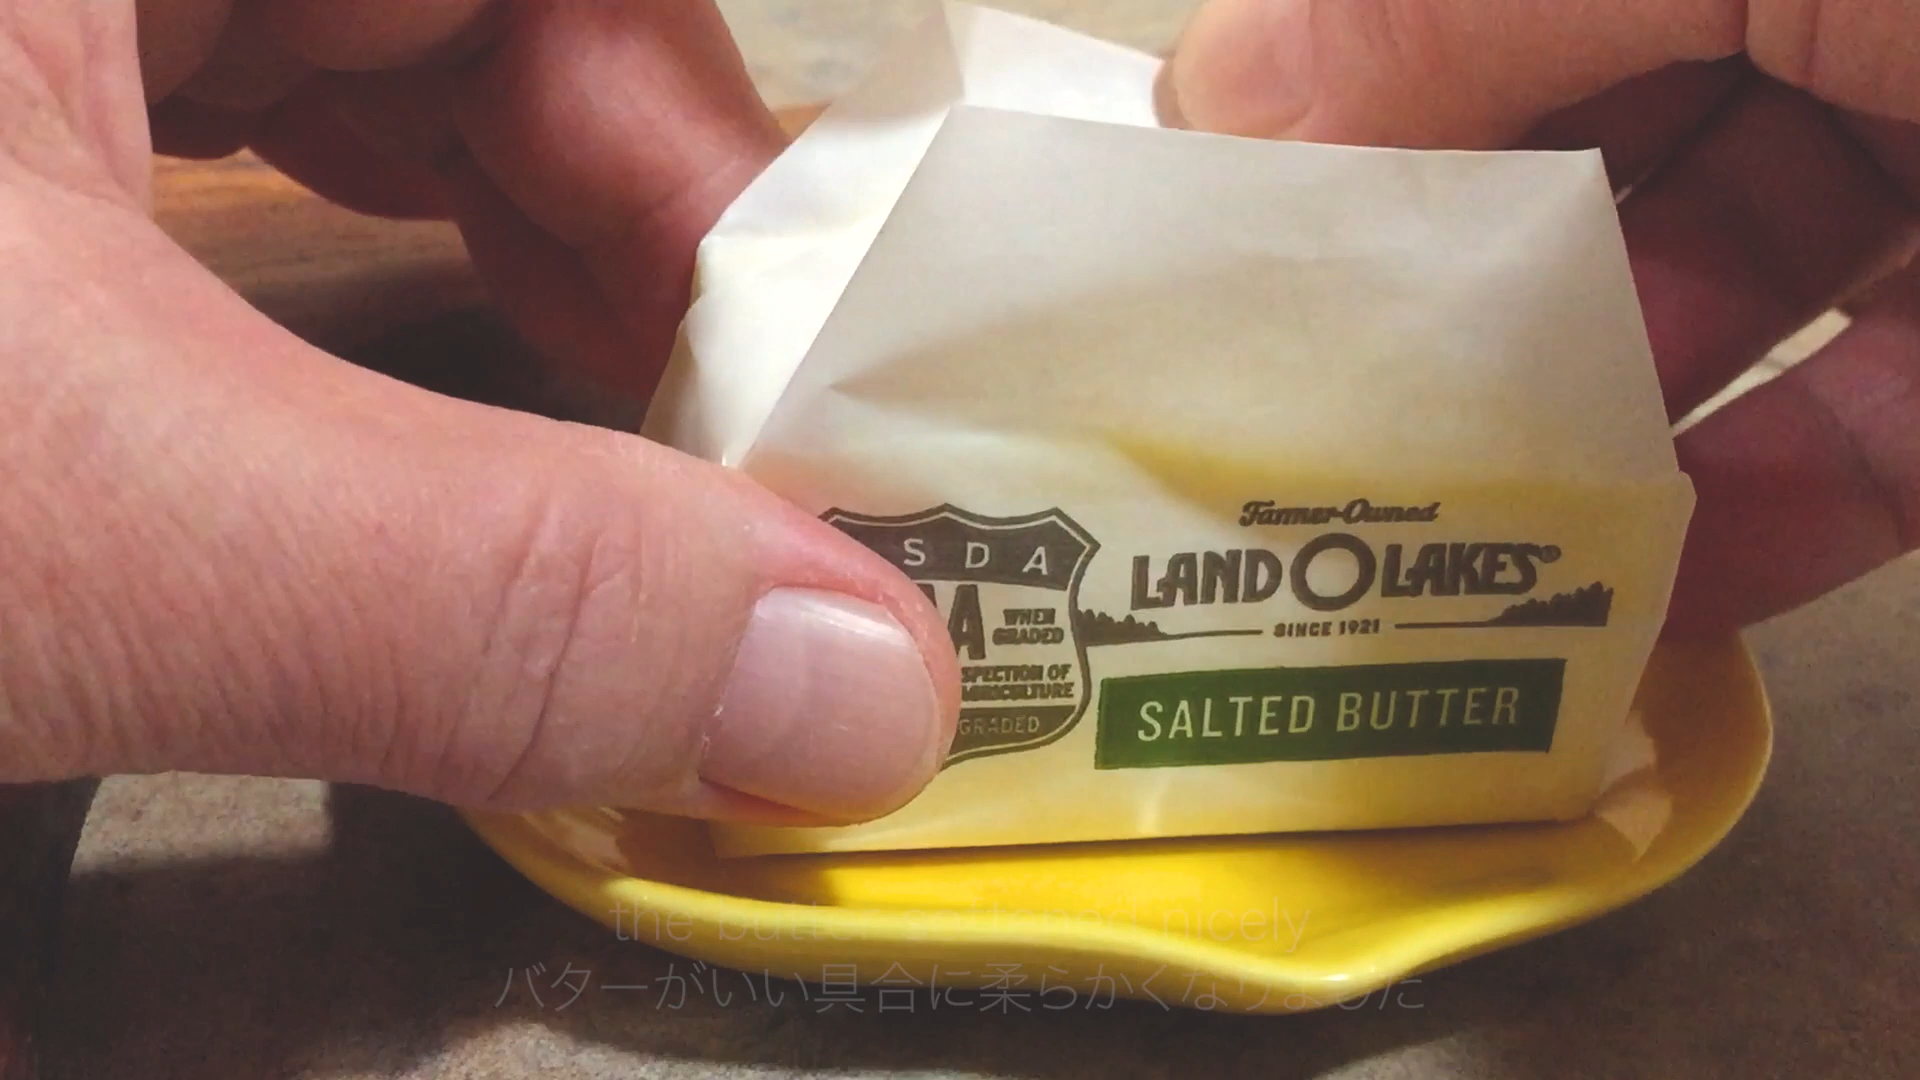 SDA
A WHEN
GRADED
SPECTION OF
AGRICULTURE
GRADED
Farmer-Owned
LAND O LAKES®
SINCE 1921
SALTED BUTTER
the butter softened nicely
バターがいい具合に柔らかくなりました